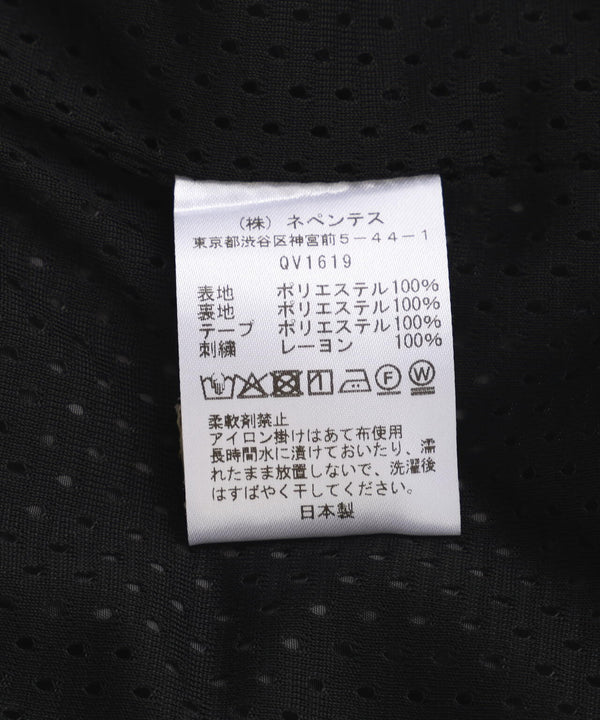 （株）ネペンテス
東京都渋谷区神宮前５－４４－１
QV1619
表地 ポリエステル100%
裏地 ポリエステル100%
テープ ポリエステル100%
刺繍 レーヨン 100%
F W
柔軟剤禁止
アイロン掛けはあて布使用
長時間水に漬けておいたり、濡
れたまま放置しないで、洗濯後
はすばやく干してください。
日本製